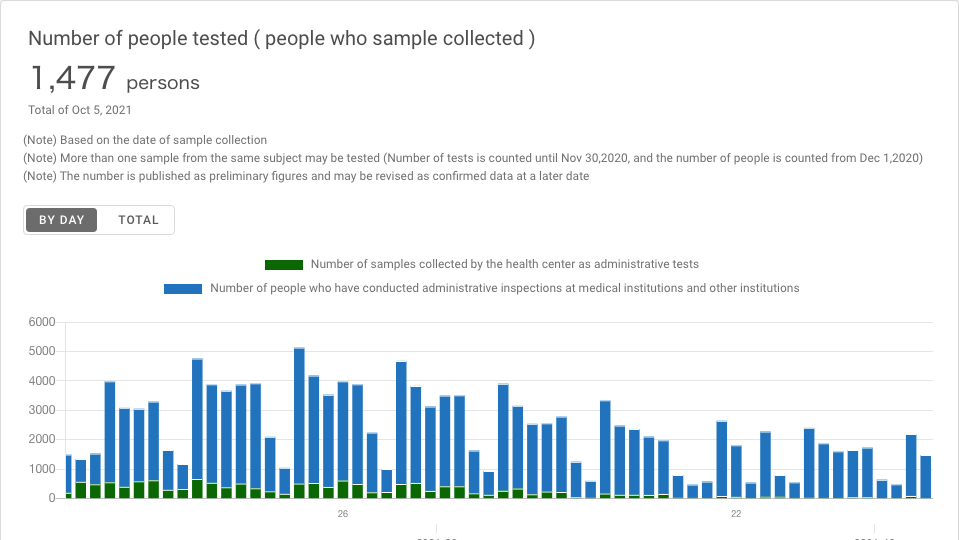 Number of people tested ( people who sample collected )
1,477 persons
Total of Oct 5, 2021
(Note) Based on the date of sample collection
(Note) More than one sample from the same subject may be tested (Number of tests is counted until Nov 30,2020, and the number of people is counted from Dec 1,2020)
(Note) The number is published as preliminary figures and may be revised as confirmed data at a later date
BY DAY TOTAL
Number of samples collected by the health center as administrative tests
Number of people who have conducted administrative inspections at medical institutions and other institutions
6000
5000
4000
3000
2000
1000
0
26 22